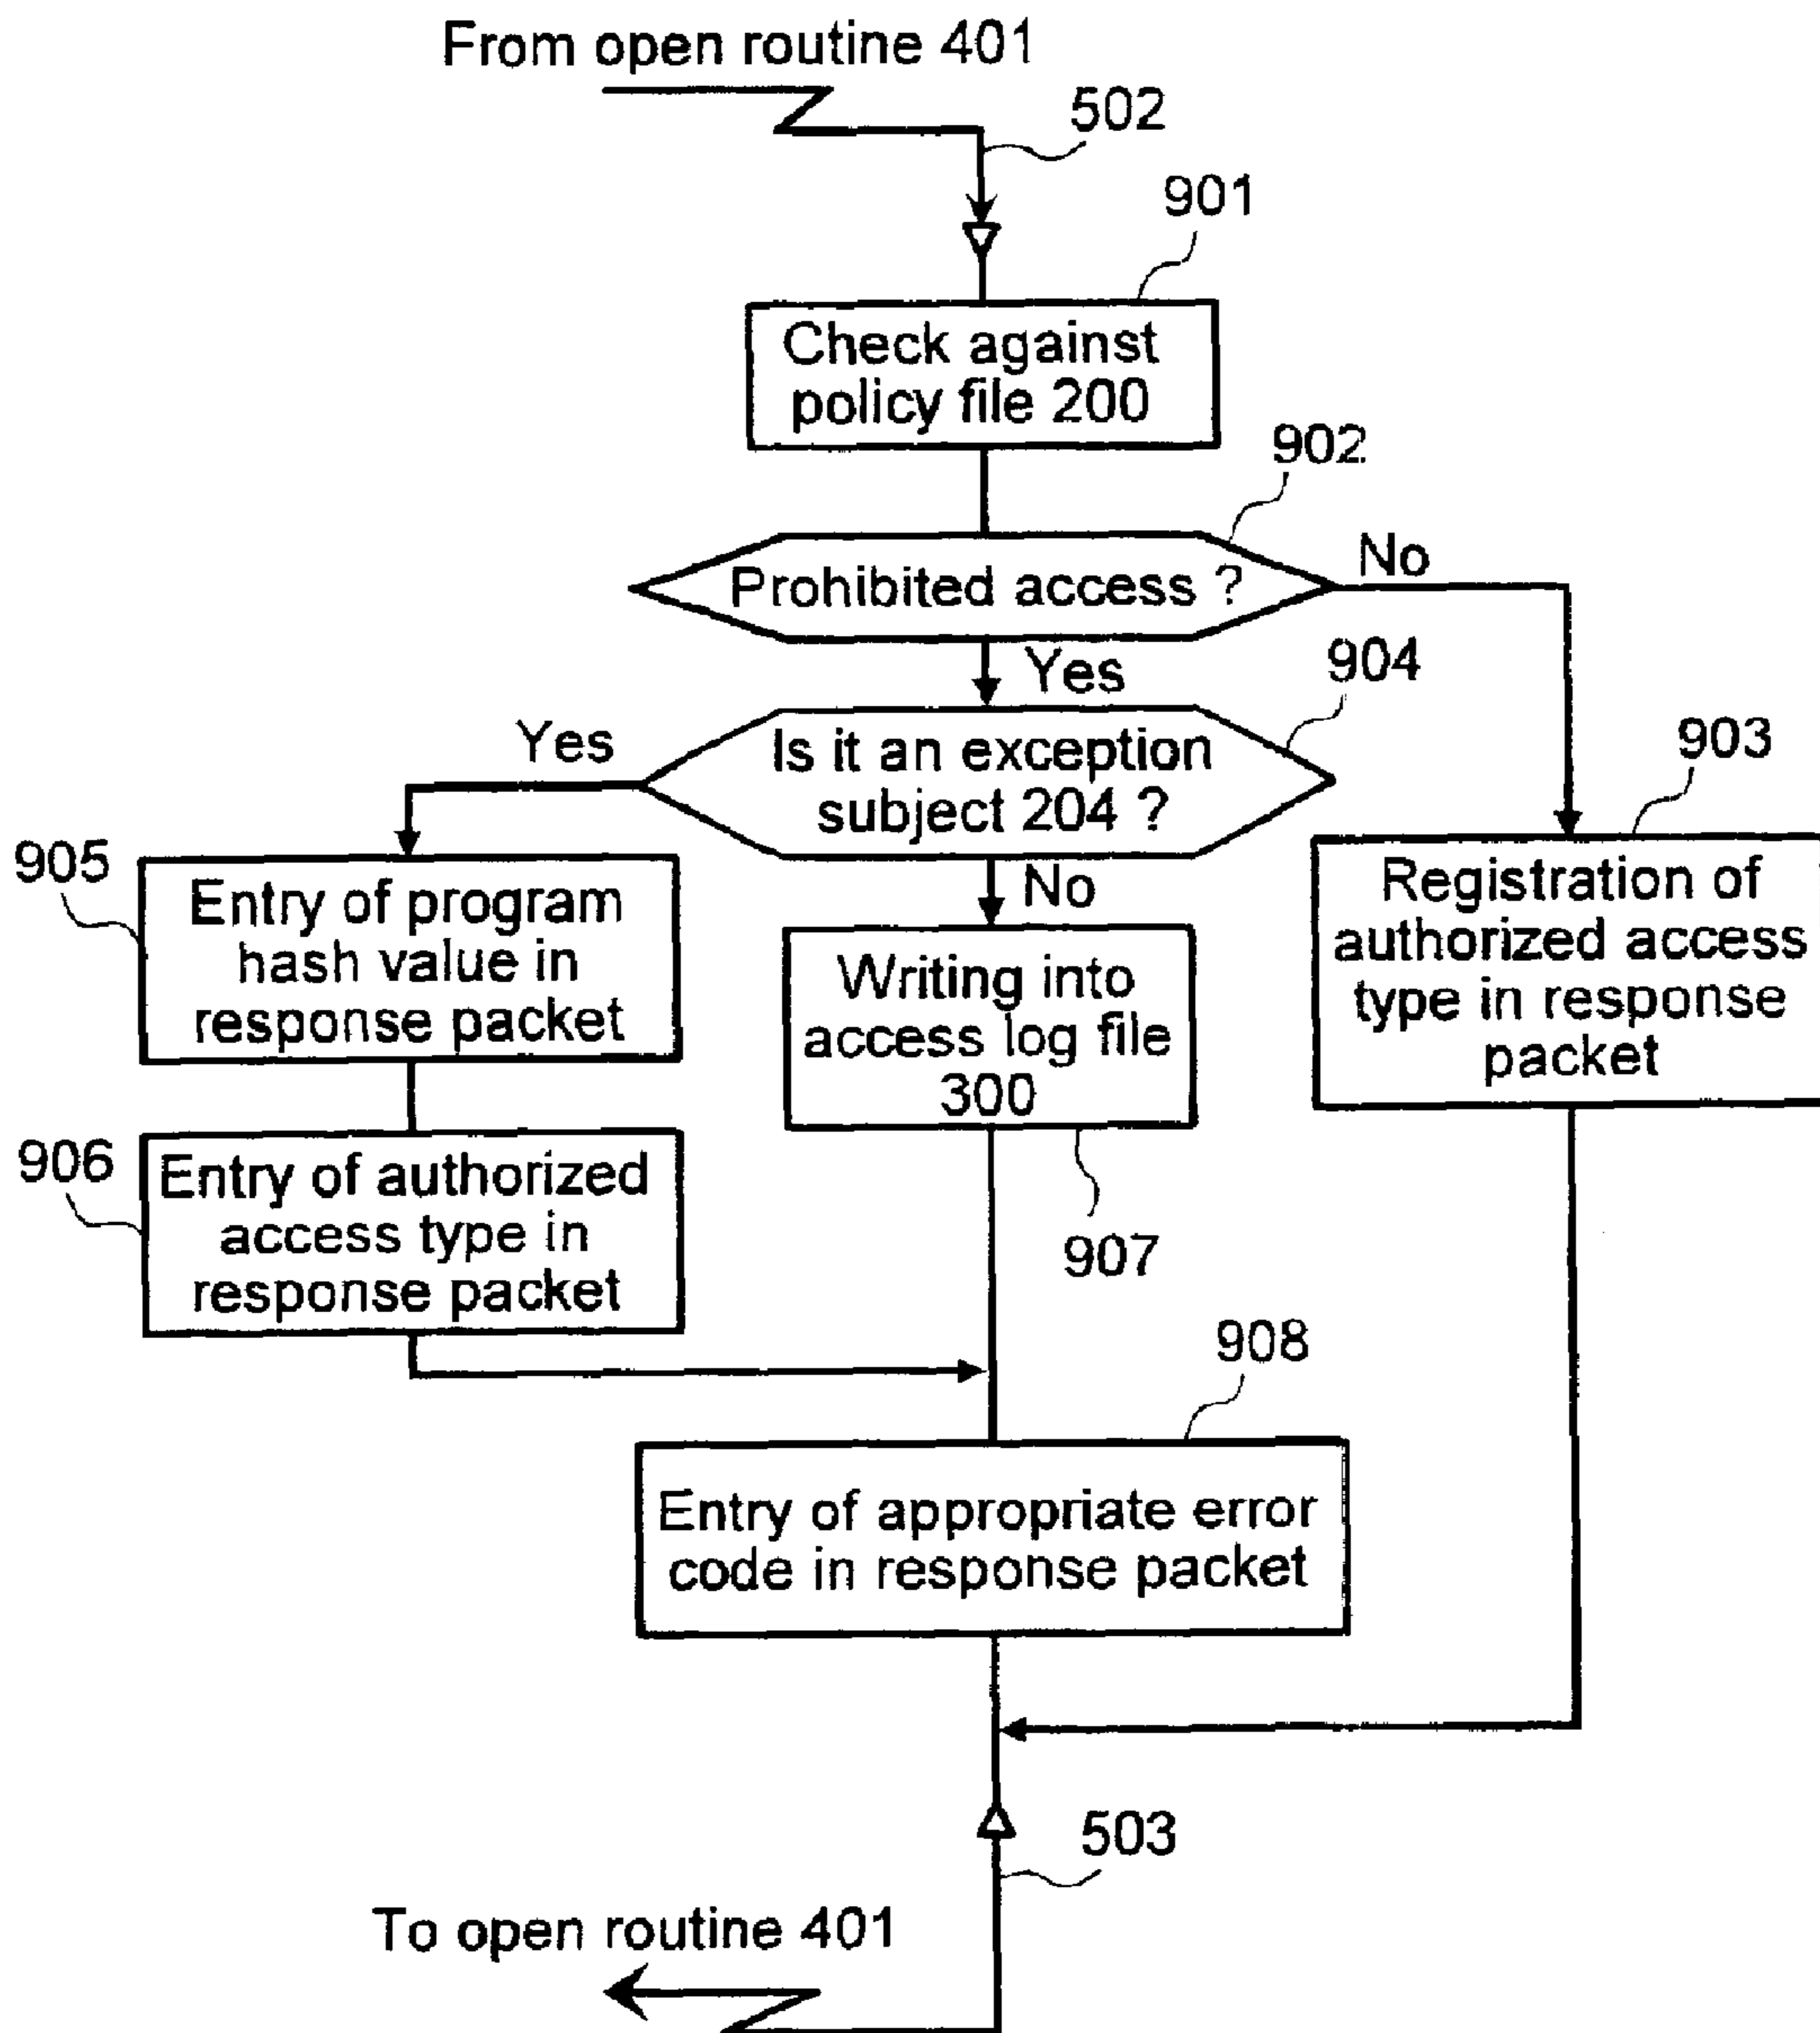 From open routine 401
502
901
Check against
policy file 200
902
Prohibited access ?
No
Yes
904
Is it an exception
subject 204 ?
Yes
903
No
905
Entry of program
hash value in
response packet
Writing into
access log file
300
Registration of
authorized access
type in response
packet
906
Entry of authorized
access type in
response packet
907
908
Entry of appropriate error
code in response packet
503
To open routine 401